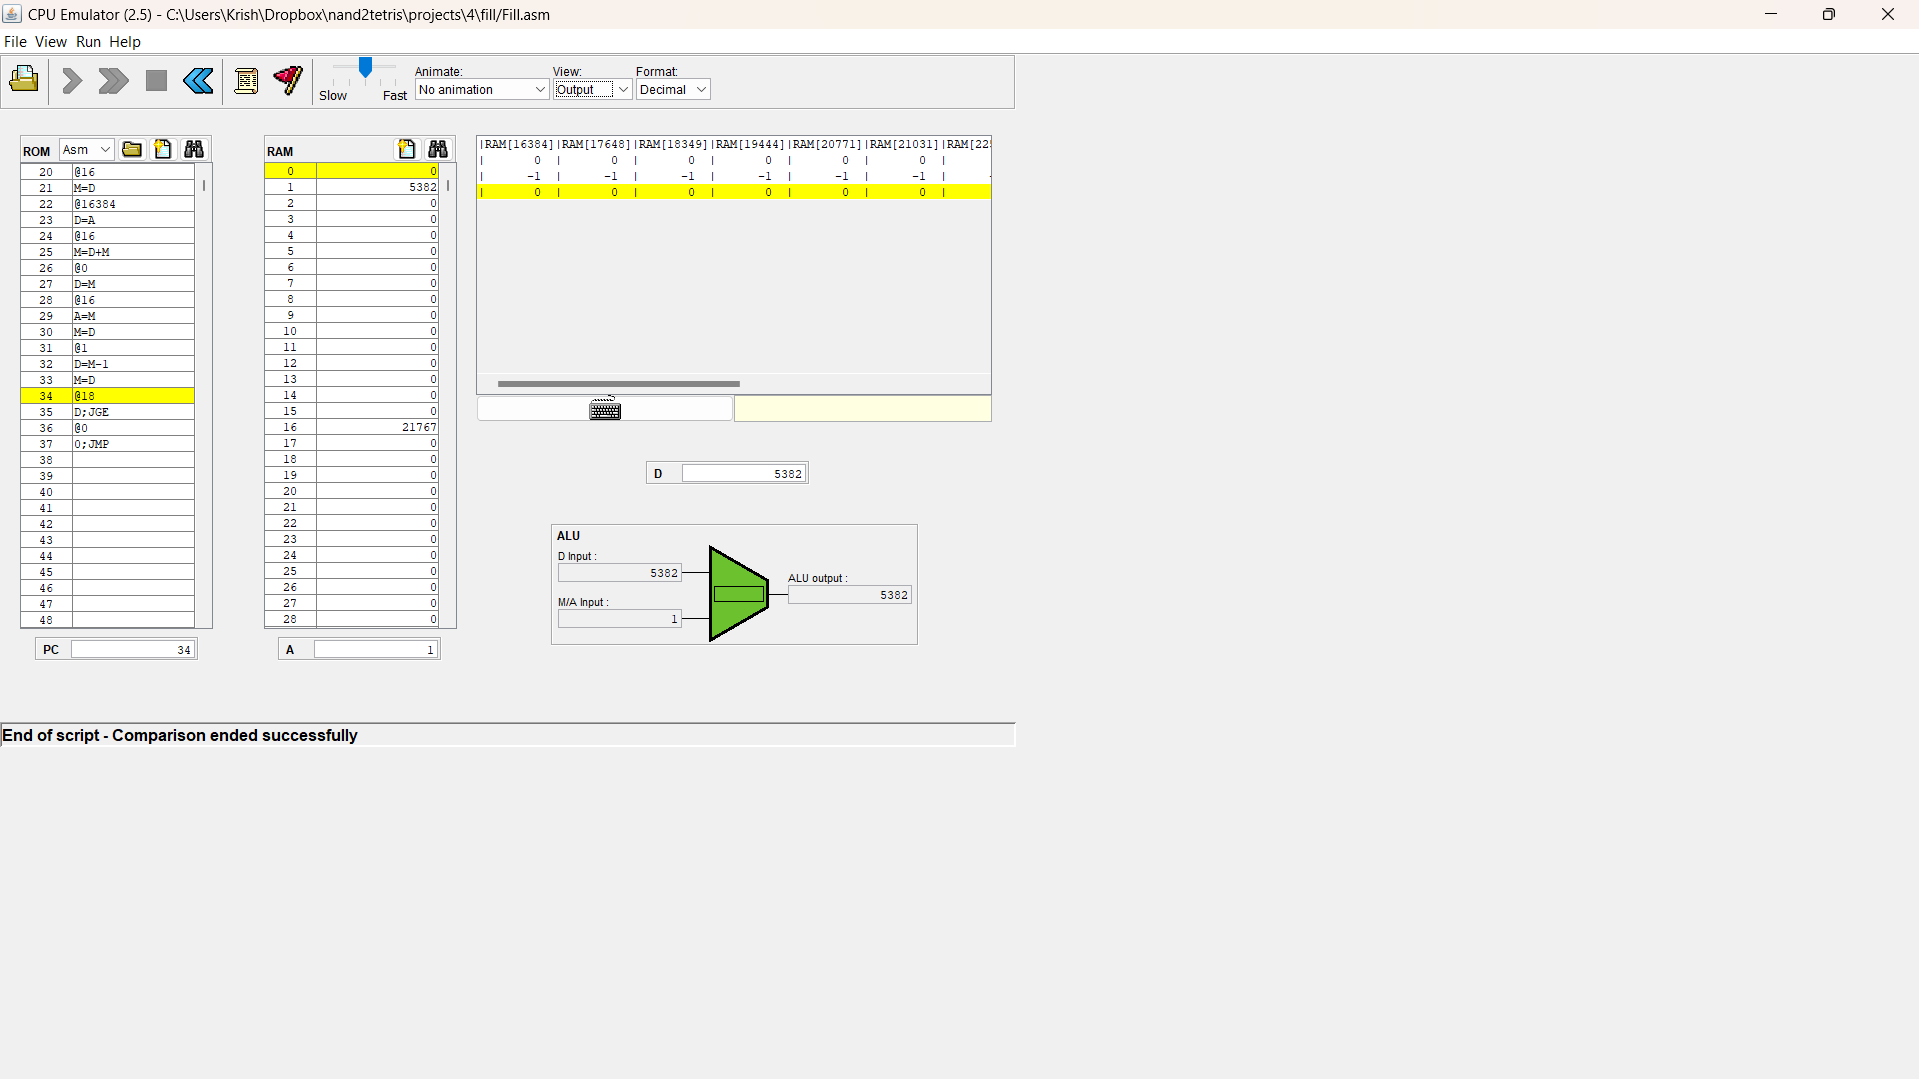 CPU Emulator (2.5) - C:\Users\Krish\Dropbox\nand2tetris\projects\4\fill/Fill.asm
File View Run Help
Slow Fast
Animate:
No animation
View:
Output
Format:
Decimal
ROM Asm
20 @16
21 M=D
22 @16384
23 D=A
24 @16
25 M=D+M
26 @0
27 D=M
28 @16
29 A=M
30 M=D
31 @1
32 D=M-1
33 M=D
34 @18
35 D;JGE
36 @0
37 0;JMP
38
39
40
41
42
43
44
45
46
47
48
PC 34
RAM
0 0
1 5382
2 0
3 0
4 0
5 0
6 0
7 0
8 0
9 0
10 0
11 0
12 0
13 0
14 0
15 0
16 21767
17 0
18 0
19 0
20 0
21 0
22 0
23 0
24 0
25 0
26 0
27 0
28 0
A 1
|RAM[16384]|RAM[17648]|RAM[18349]|RAM[19444]|RAM[20771]|RAM[21031]|RAM[225
| 0 | 0 | 0 | 0 | 0 | 0 |
| -1 | -1 | -1 | -1 | -1 | -1 |
| 0 | 0 | 0 | 0 | 0 | 0 |
D 5382
ALU
D Input :
5382
M/A Input :
1
ALU output :
5382
End of script - Comparison ended successfully